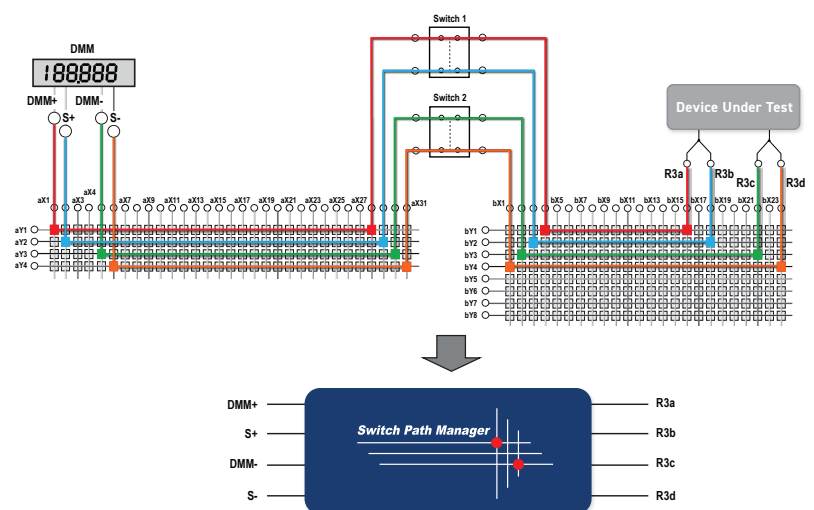 Switch 1
DMM
188.888
DMM+
DMM-
S+
S-
Switch 2
Device Under Test
R3a
R3b
R3c
R3d
aX1
aX3
aX4
aX7
aX9
aX11
aX13
aX15
aX17
aX19
aX21
aX23
aX25
aX27
aX31
bX1
bX5
bX7
bX9
bX11
bX13
bX15
bX17
bX19
bX21
bX23
aY1
aY2
aY3
aY4
bY1
bY2
bY3
bY4
bY5
bY6
bY7
bY8
DMM+
S+
DMM-
S-
Switch Path Manager
R3a
R3b
R3c
R3d